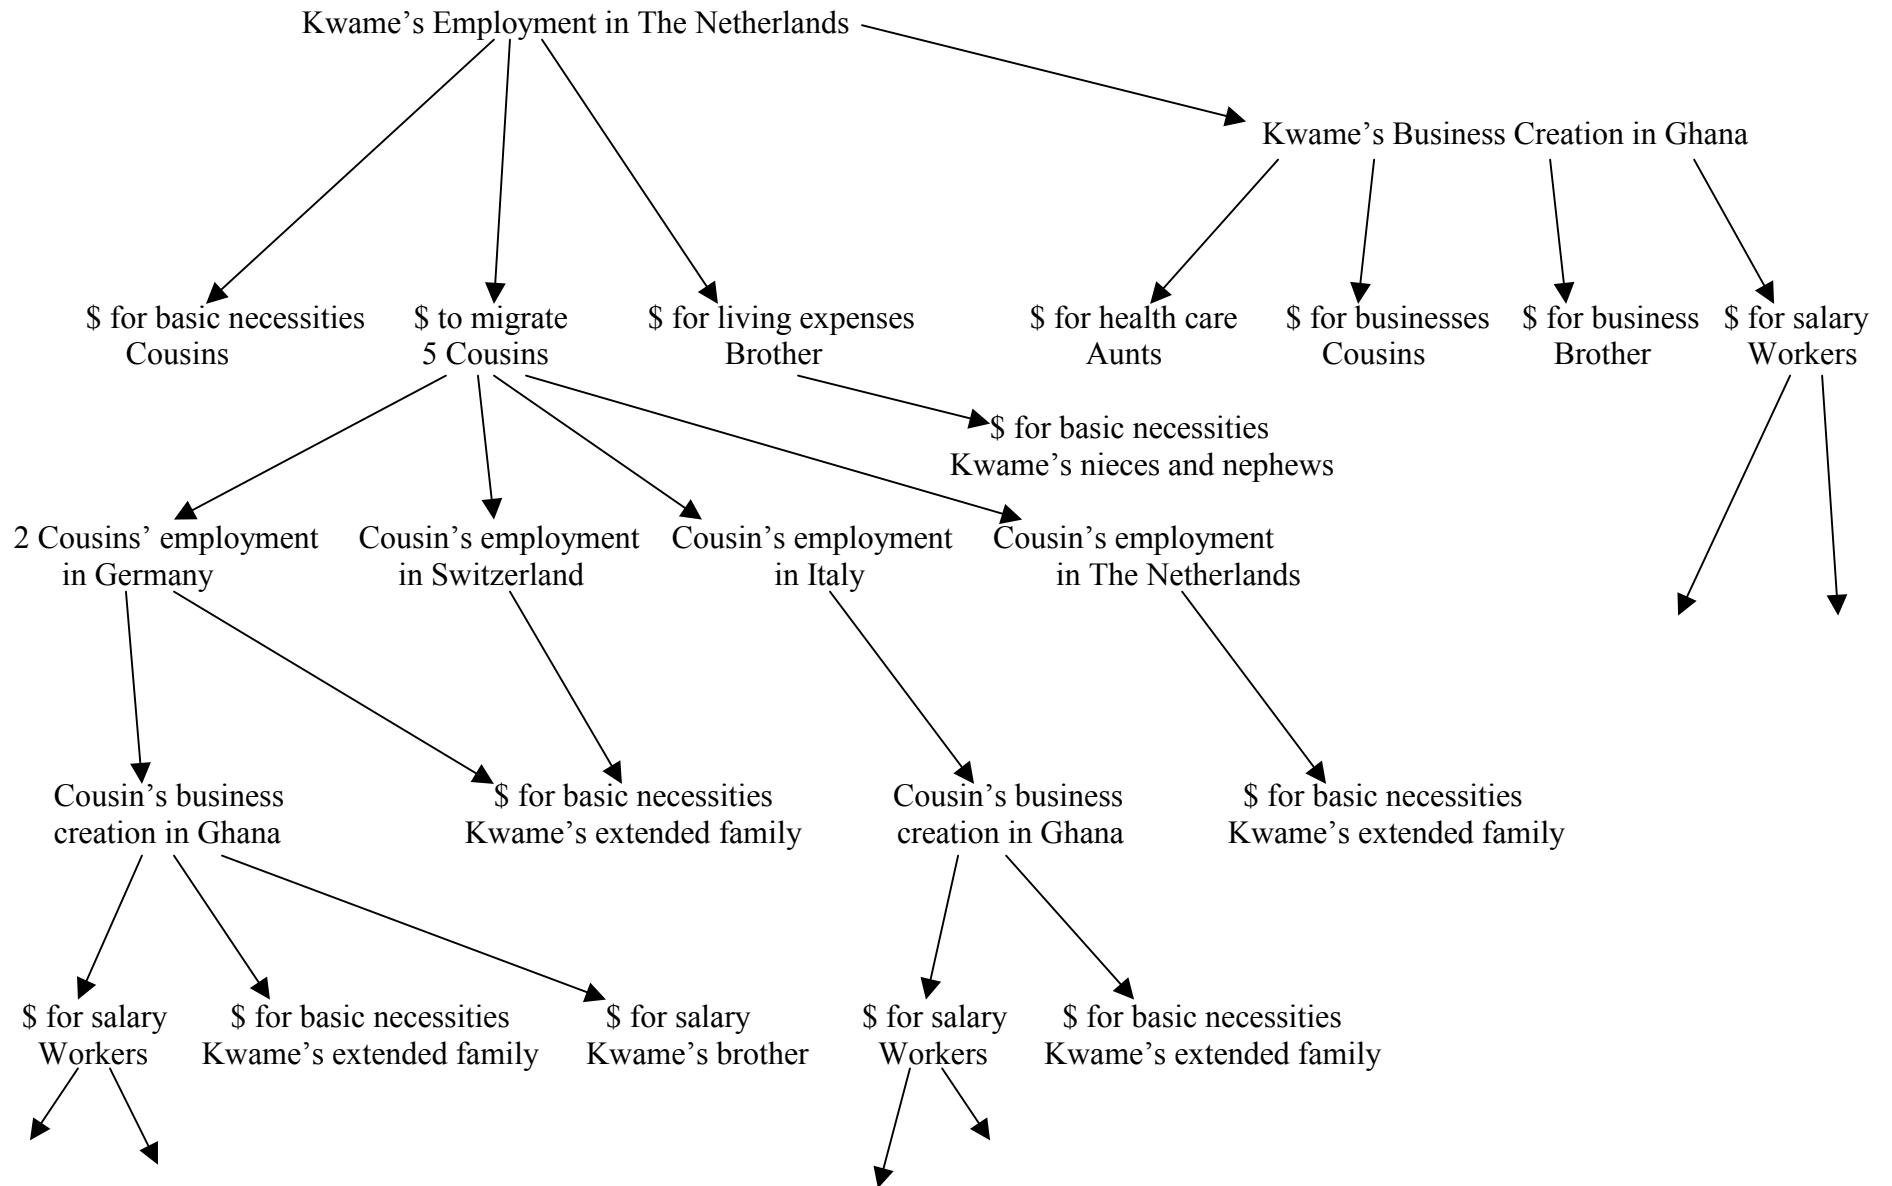 Kwame’s Employment in The Netherlands
Kwame’s Business Creation in Ghana
$ for basic necessities
Cousins
$ to migrate
5 Cousins
$ for living expenses
Brother
$ for health care
Aunts
$ for businesses
Cousins
$ for business
Brother
$ for salary
Workers
$ for basic necessities
Kwame’s nieces and nephews
2 Cousins’ employment
in Germany
Cousin’s employment
in Switzerland
Cousin’s employment
in Italy
Cousin’s employment
in The Netherlands
Cousin’s business
creation in Ghana
$ for basic necessities
Kwame’s extended family
Cousin’s business
creation in Ghana
$ for basic necessities
Kwame’s extended family
$ for salary
Workers
$ for basic necessities
Kwame’s extended family
$ for salary
Kwame’s brother
$ for salary
Workers
$ for basic necessities
Kwame’s extended family